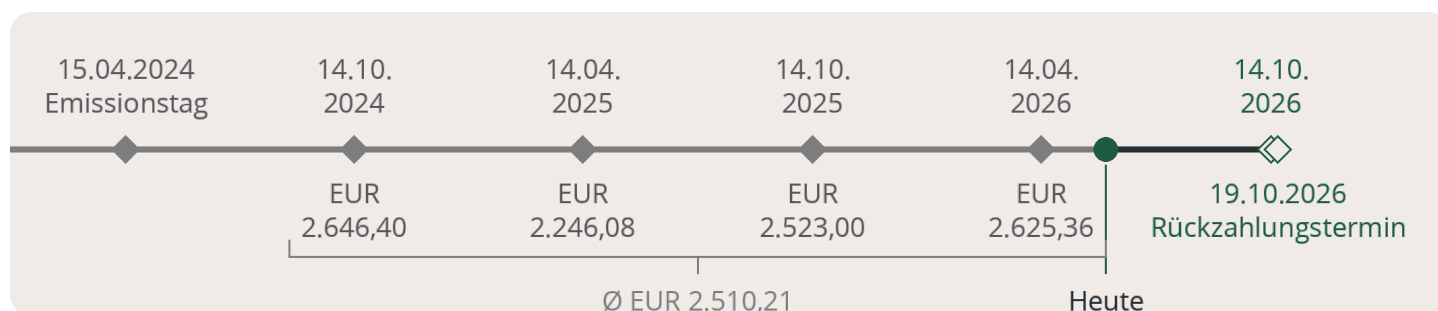 15.04.2024
Emissionstag
14.10.
2024
14.04.
2025
14.10.
2025
14.04.
2026
14.10.
2026
EUR
2.646,40
EUR
2.246,08
EUR
2.523,00
EUR
2.625,36
19.10.2026
Rückzahlungstermin
Ø EUR 2.510,21
Heute